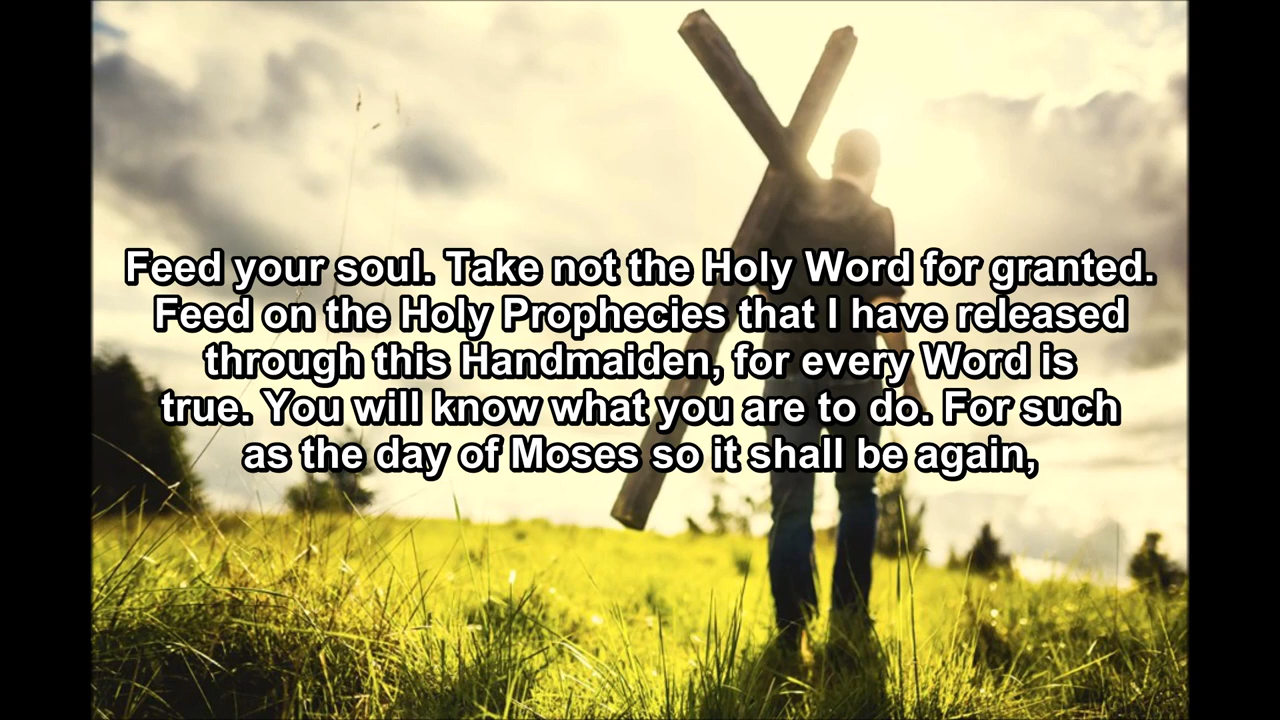 Feed your soul. Take not the Holy Word for granted.
Feed on the Holy Prophecies that I have released
through this Handmaiden, for every Word is
true. You will know what you are to do. For such
as the day of Moses so it shall be again,